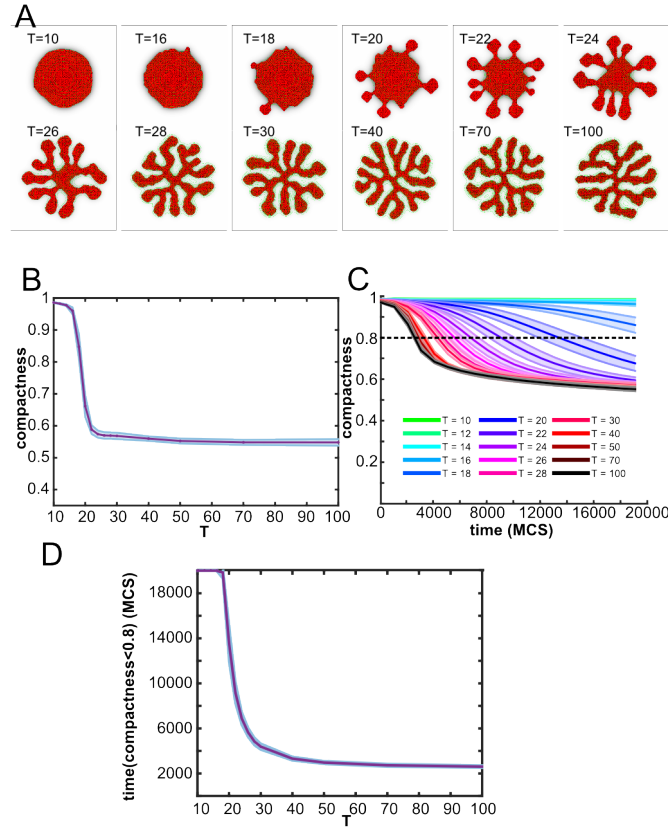 A
T=10 T=16 T=18 T=20 T=22 T=24
T=26 T=28 T=30 T=40 T=70 T=100
B
compactness
1
0.9
0.8
0.7
0.6
0.5
0.4
10 20 30 40 50 60 70 80 90 100
T
C
compactness
1
0.8
0.6
0.4
0.2
T = 10 T = 20 T = 30
T = 12 T = 22 T = 40
T = 14 T = 24 T = 50
T = 16 T = 26 T = 70
T = 18 T = 28 T = 100
0 4000 8000 12000 16000 20000
time (MCS)
D
time(compactness<0.8) (MCS)
18000
14000
10000
6000
2000
10 20 30 40 50 60 70 80 90 100
T